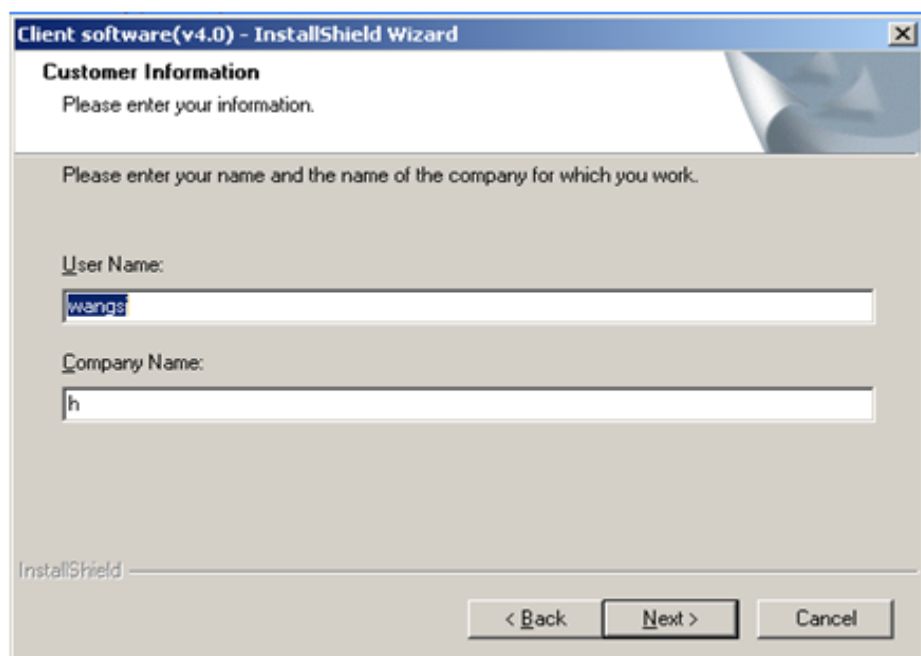 Client software(v4.0) - InstallShield Wizard
Customer Information
Please enter your information.
Please enter your name and the name of the company for which you work.
User Name:
wangsi
Company Name:
h
InstallShield
< Back
Next >
Cancel